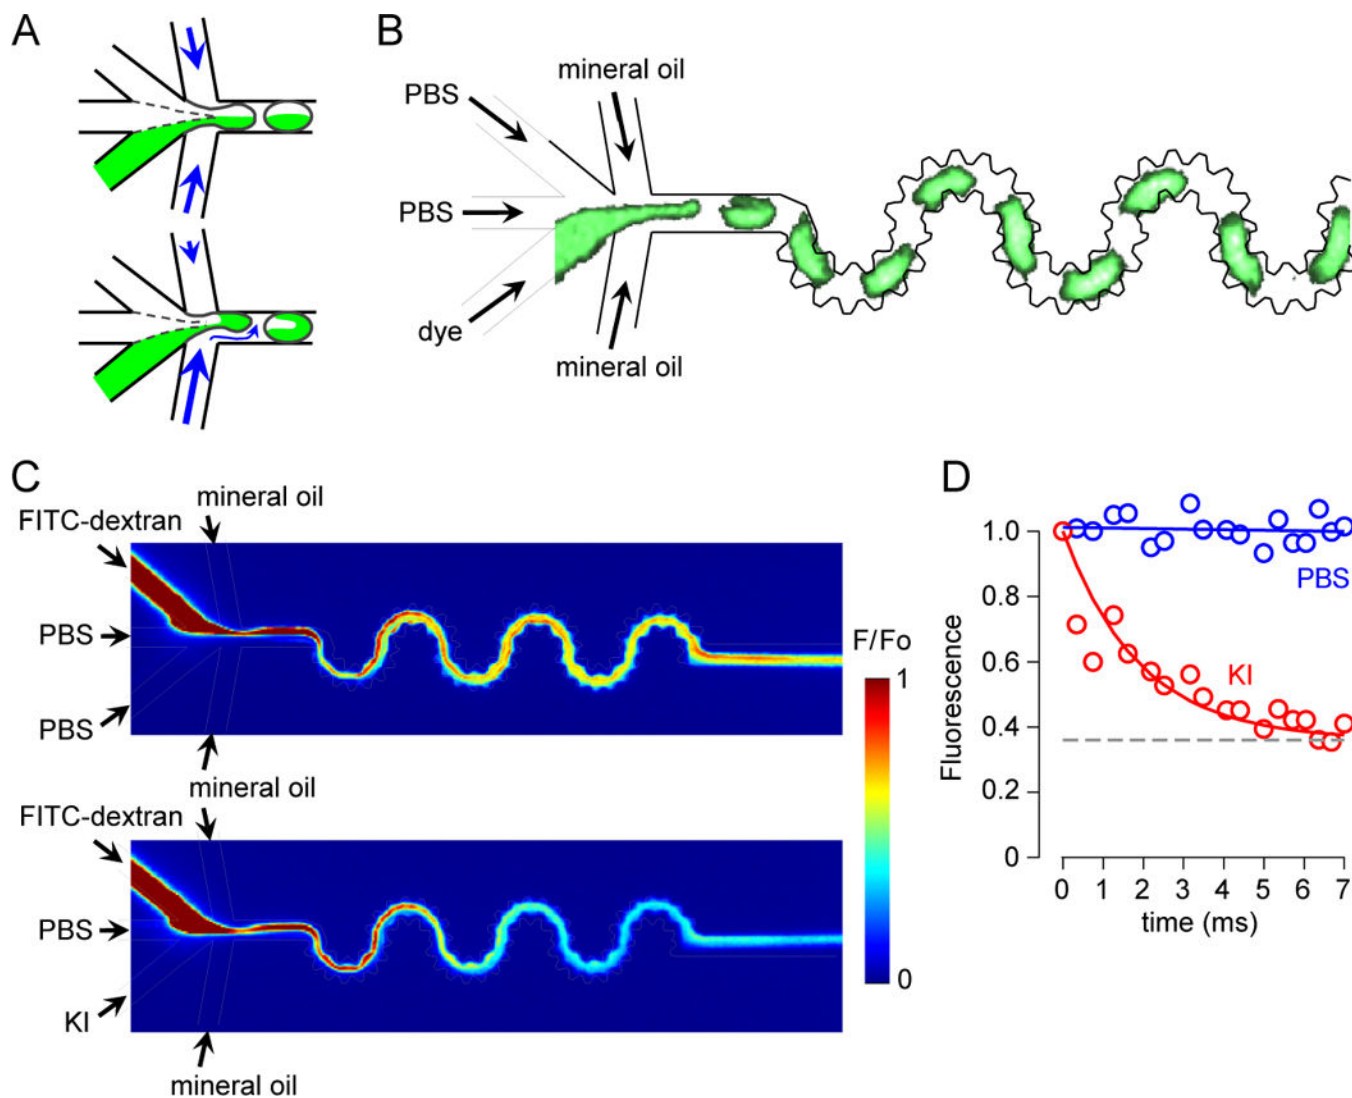 A
B
mineral oil
PBS
PBS
dye
mineral oil
C
mineral oil
FITC-dextran
PBS
PBS
mineral oil
F/Fo
1
0
FITC-dextran
PBS
KI
mineral oil
D
Fluorescence
1.0
0.8
0.6
0.4
0.2
0
PBS
KI
0 1 2 3 4 5 6 7
time (ms)